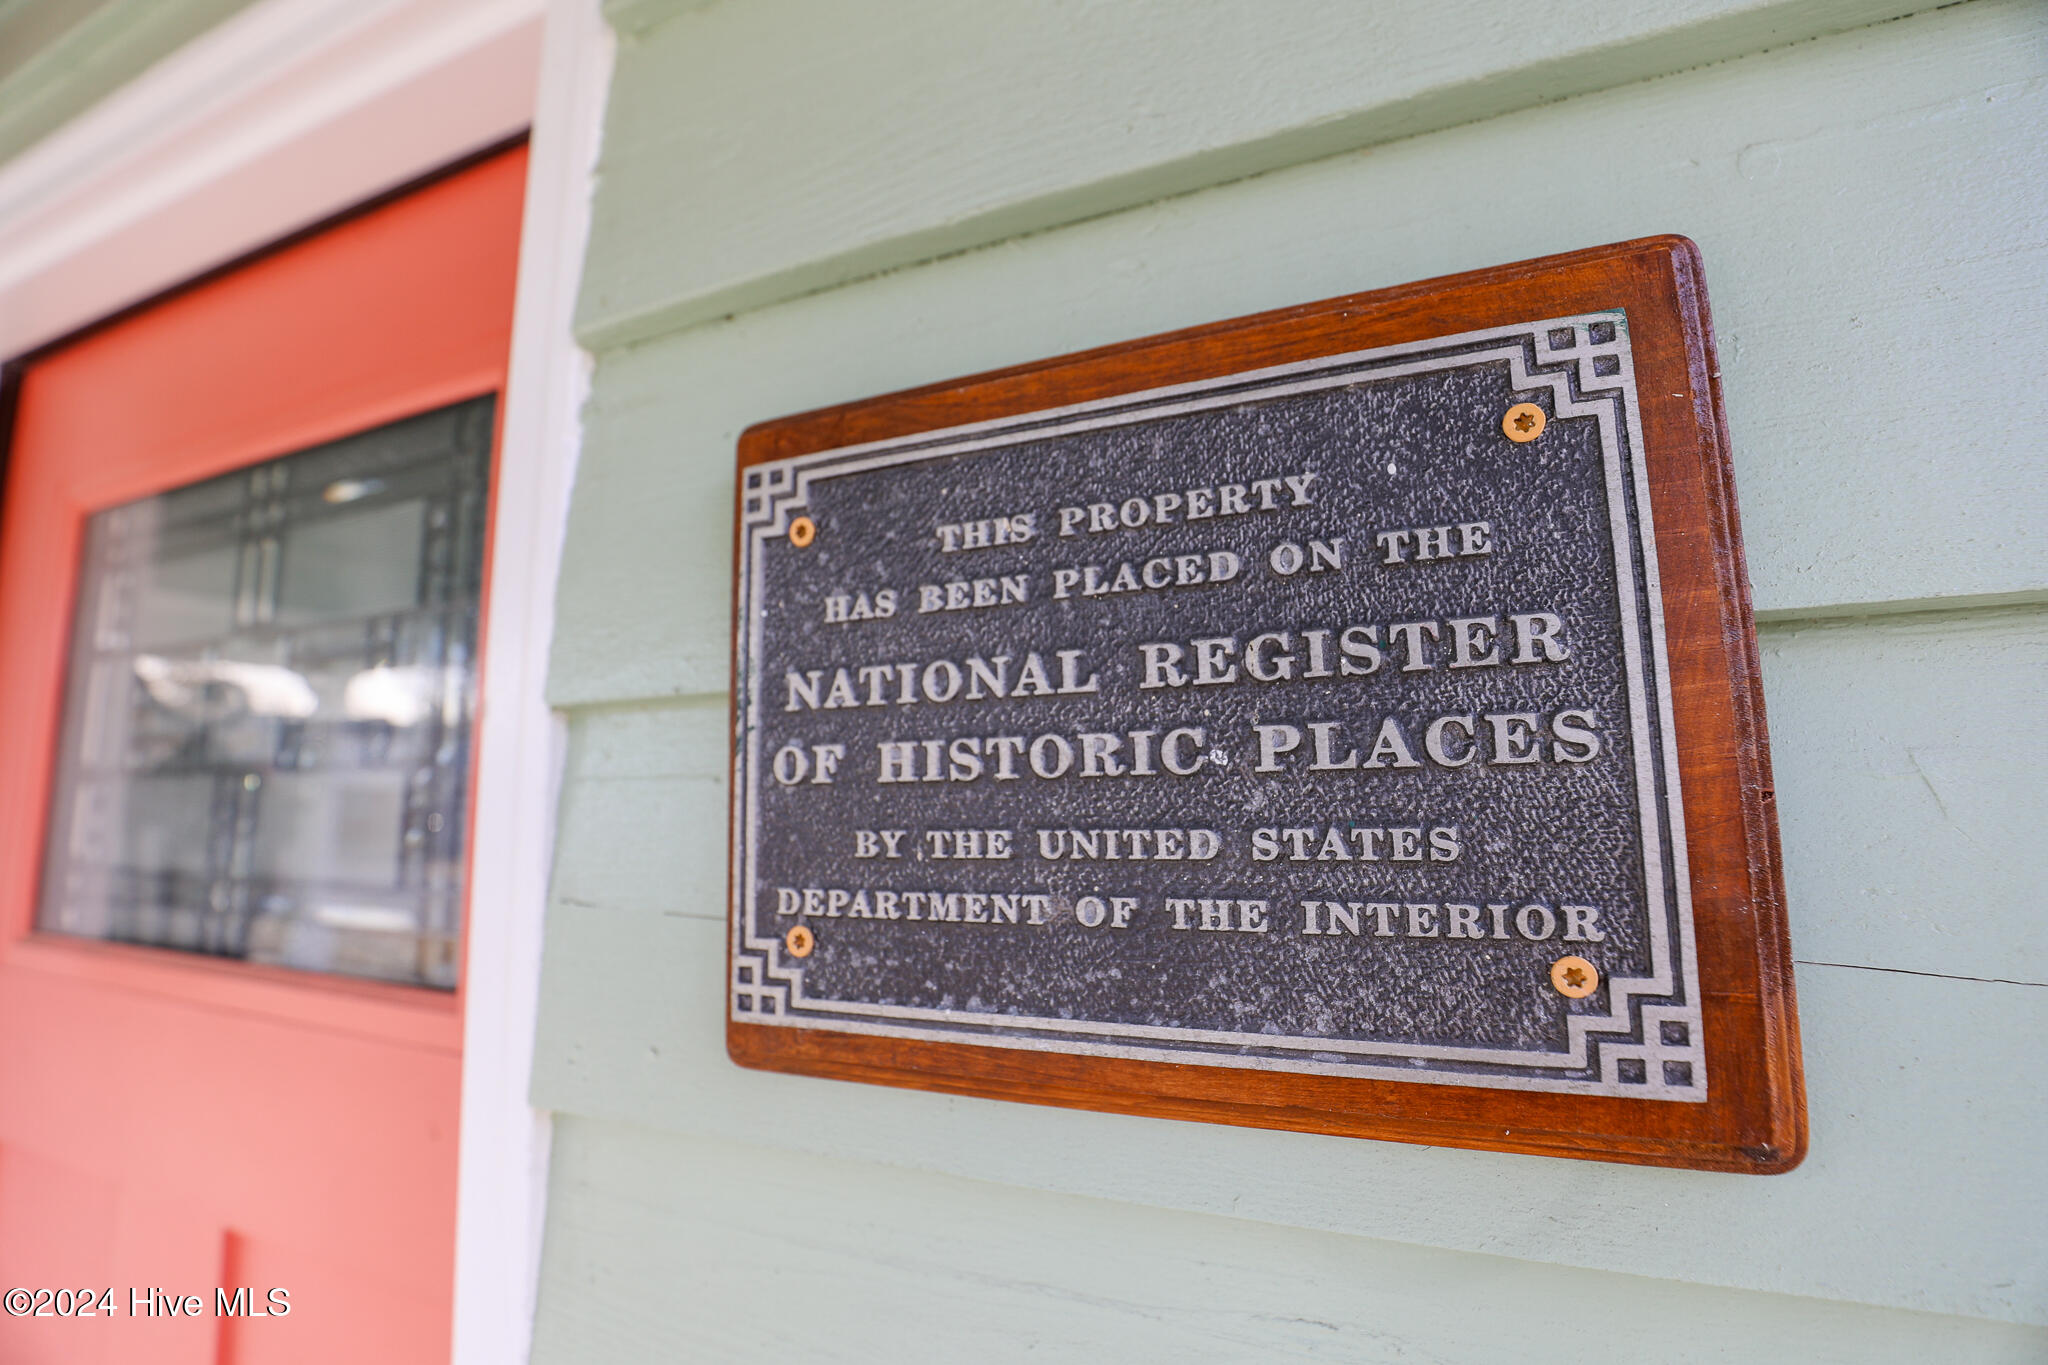 THIS PROPERTY
HAS BEEN PLACED ON THE
NATIONAL REGISTER
OF HISTORIC PLACES
BY THE UNITED STATES
DEPARTMENT OF THE INTERIOR
©2024 Hive MLS